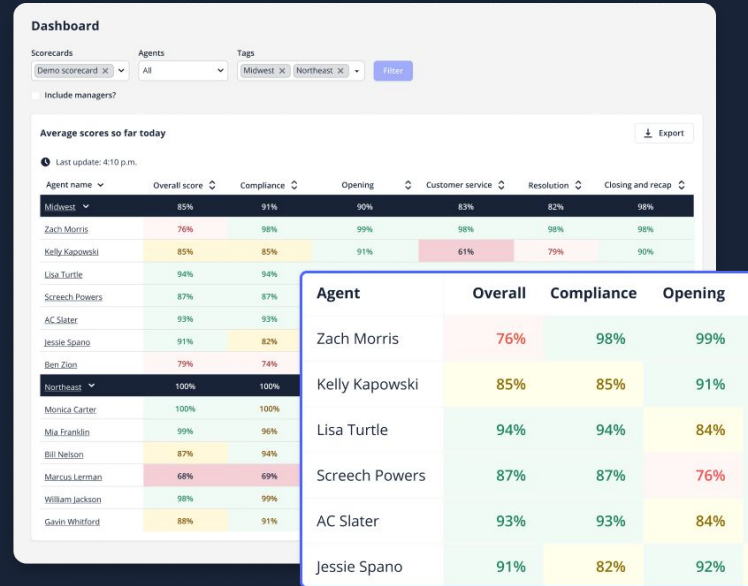 Dashboard
Scorecards Agents Tags
Demo scorecard × All Midwest × Northeast × Filter
Include managers?
Average scores so far today Export
Last update: 4:10 p.m.
Agent name Overall score Compliance Opening Customer service Resolution Closing and recap
Midwest 85% 91% 90% 83% 82% 98%
Zach Morris 76% 98% 99% 98% 98% 98%
Kelly Kapowski 85% 85% 91% 61% 79% 90%
Lisa Turtle 94% 94%
Screech Powers 87% 87%
AC Slater 93% 93%
Jessie Spano 91% 82%
Ben Zion 79% 74%
Northeast 100% 100%
Monica Carter 100% 100%
Mia Franklin 99% 96%
Bill Nelson 87% 94%
Marcus Lerman 68% 69%
William Jackson 98% 99%
Gavin Whitford 88% 91%
Agent Overall Compliance Opening
Zach Morris 76% 98% 99%
Kelly Kapowski 85% 85% 91%
Lisa Turtle 94% 94% 84%
Screech Powers 87% 87% 76%
AC Slater 93% 93% 84%
Jessie Spano 91% 82% 92%